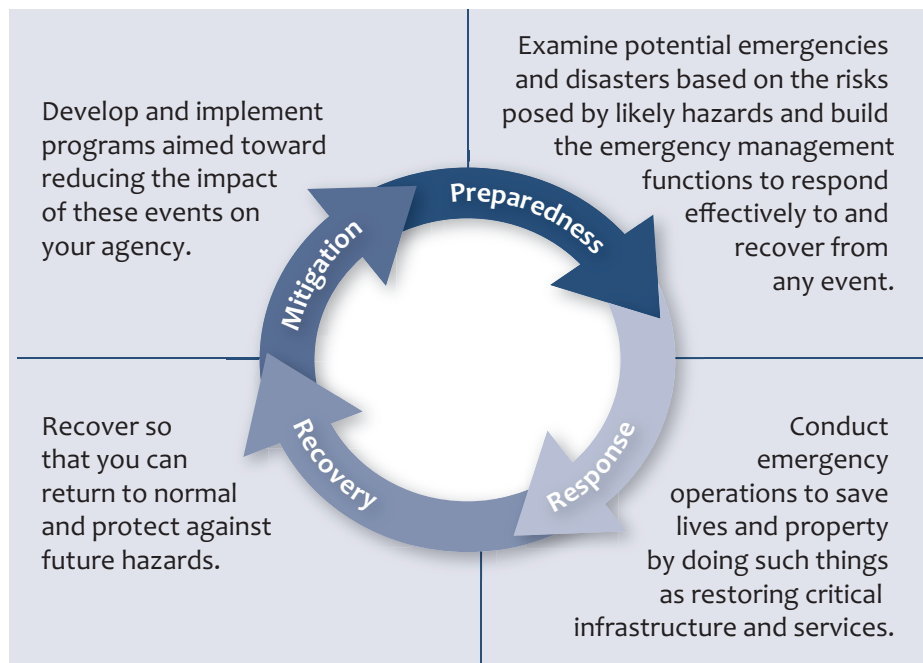 Develop and implement
programs aimed toward
reducing the impact
of these events on
your agency.
Examine potential emergencies
and disasters based on the risks
posed by likely hazards and build
the emergency management
functions to respond
effectively to and
recover from
any event.
Mitigation
Preparedness
Recovery
Response
Recover so
that you can
return to normal
and protect against
future hazards.
Conduct
emergency
operations to save
lives and property
by doing such things
as restoring critical
infrastructure and services.